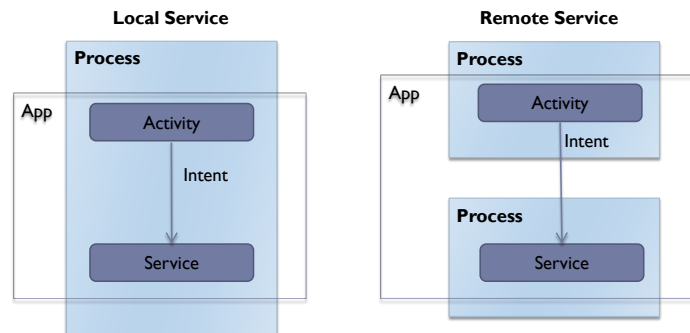 Local Service
Process
App
Activity
Intent
Service
Remote Service
Process
App
Activity
Intent
Process
Service